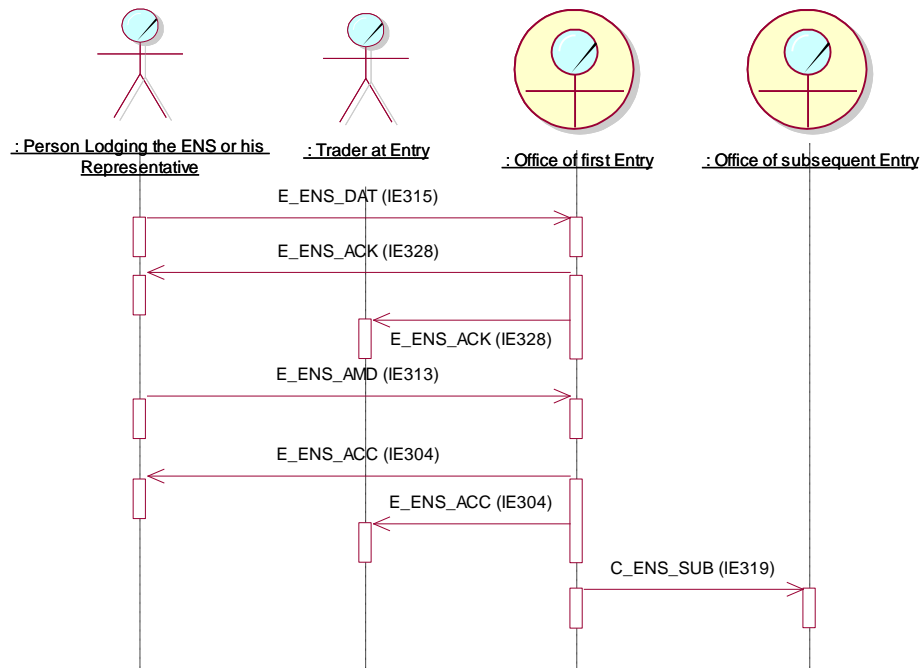 : Person Lodging the ENS or his
Representative
: Trader at Entry
: Office of first Entry
: Office of subsequent Entry
E_ENS_DAT (IE315)
E_ENS_ACK (IE328)
E_ENS_ACK (IE328)
E_ENS_AMD (IE313)
E_ENS_ACC (IE304)
E_ENS_ACC (IE304)
C_ENS_SUB (IE319)